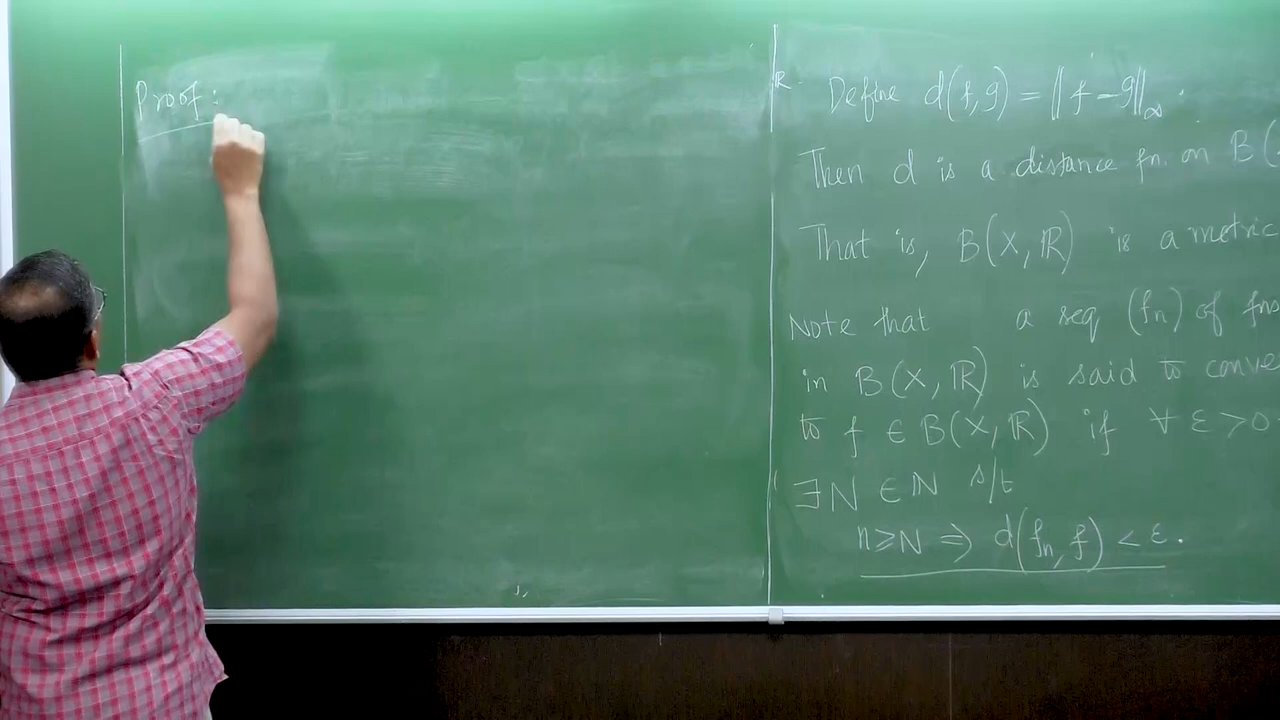 Proof:
ℝ. Define d(f,g) = ||f-g||_∞.
Then d is a distance fn. on B(
That is, B(X, ℝ) is a metric
Note that a seq (fn) of fns
in B(X, ℝ) is said to conve
to f ∈ B(X, ℝ) if ∀ ε > 0
∃ N ∈ ℕ s/t
n ≥ N ⇒ d(fn, f) < ε.